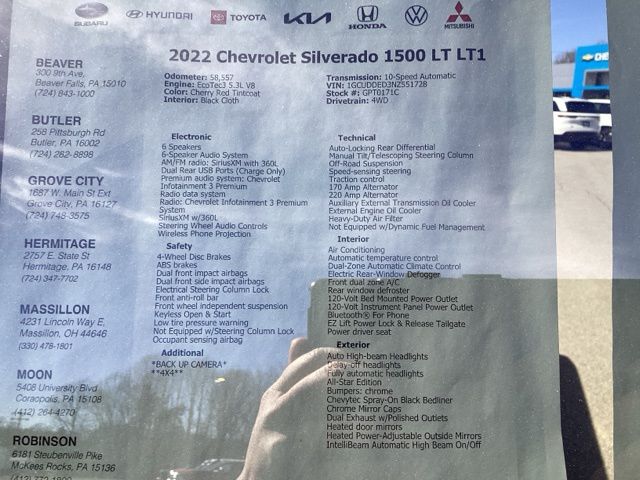 SUBARU
HYUNDAI
TOYOTA
KIA
HONDA
VW
MITSUBISHI
2022 Chevrolet Silverado 1500 LT LT1
Odometer: 58,557
Engine: EcoTec3 5.3L V8
Color: Cherry Red Tintcoat
Interior: Black Cloth
Transmission: 10-Speed Automatic
VIN: 1GCUDDED3NZ551728
Stock #: GPT0171C
Drivetrain: 4WD
BEAVER
300 9th Ave,
Beaver Falls, PA 15010
(724) 843-1000
BUTLER
258 Pittsburgh Rd
Butler, PA 16002
(724) 282-8898
GROVE CITY
1687 W. Main St Ext
Grove City, PA 16127
(724) 748-3575
HERMITAGE
2757 E. State St
Hermitage, PA 16148
(724) 347-7702
MASSILLON
4231 Lincoln Way E,
Massillon, OH 44646
(330) 478-1801
MOON
5408 University Blvd
Coraopolis, PA 15108
(412) 264-4270
ROBINSON
6181 Steubenville Pike
McKees Rocks, PA 15136
Electronic
6 Speakers
6-Speaker Audio System
AM/FM radio: SiriusXM with 360L
Dual Rear USB Ports (Charge Only)
Premium audio system: Chevrolet
Infotainment 3 Premium
Radio data system
Radio: Chevrolet Infotainment 3 Premium
System
SiriusXM w/360L
Steering Wheel Audio Controls
Wireless Phone Projection
Safety
4-Wheel Disc Brakes
ABS brakes
Dual front impact airbags
Dual front side impact airbags
Electrical Steering Column Lock
Front anti-roll bar
Front wheel independent suspension
Keyless Open & Start
Low tire pressure warning
Not Equipped w/Steering Column Lock
Occupant sensing airbag
Additional
*BACK UP CAMERA*
**4X4**
Technical
Auto-Locking Rear Differential
Manual Tilt/Telescoping Steering Column
Off-Road Suspension
Speed-sensing steering
Traction control
170 Amp Alternator
220 Amp Alternator
Auxiliary External Transmission Oil Cooler
External Engine Oil Cooler
Heavy-Duty Air Filter
Not Equipped w/Dynamic Fuel Management
Interior
Air Conditioning
Automatic temperature control
Dual-Zone Automatic Climate Control
Electric Rear-Window Defogger
Front dual zone A/C
Rear window defroster
120-Volt Bed Mounted Power Outlet
120-Volt Instrument Panel Power Outlet
Bluetooth® For Phone
EZ Lift Power Lock & Release Tailgate
Power driver seat
Exterior
Auto High-beam Headlights
Delay-off headlights
Fully automatic headlights
All-Star Edition
Bumpers: chrome
Chevytec Spray-On Black Bedliner
Chrome Mirror Caps
Dual Exhaust w/Polished Outlets
Heated door mirrors
Heated Power-Adjustable Outside Mirrors
IntelliBeam Automatic High Beam On/Off